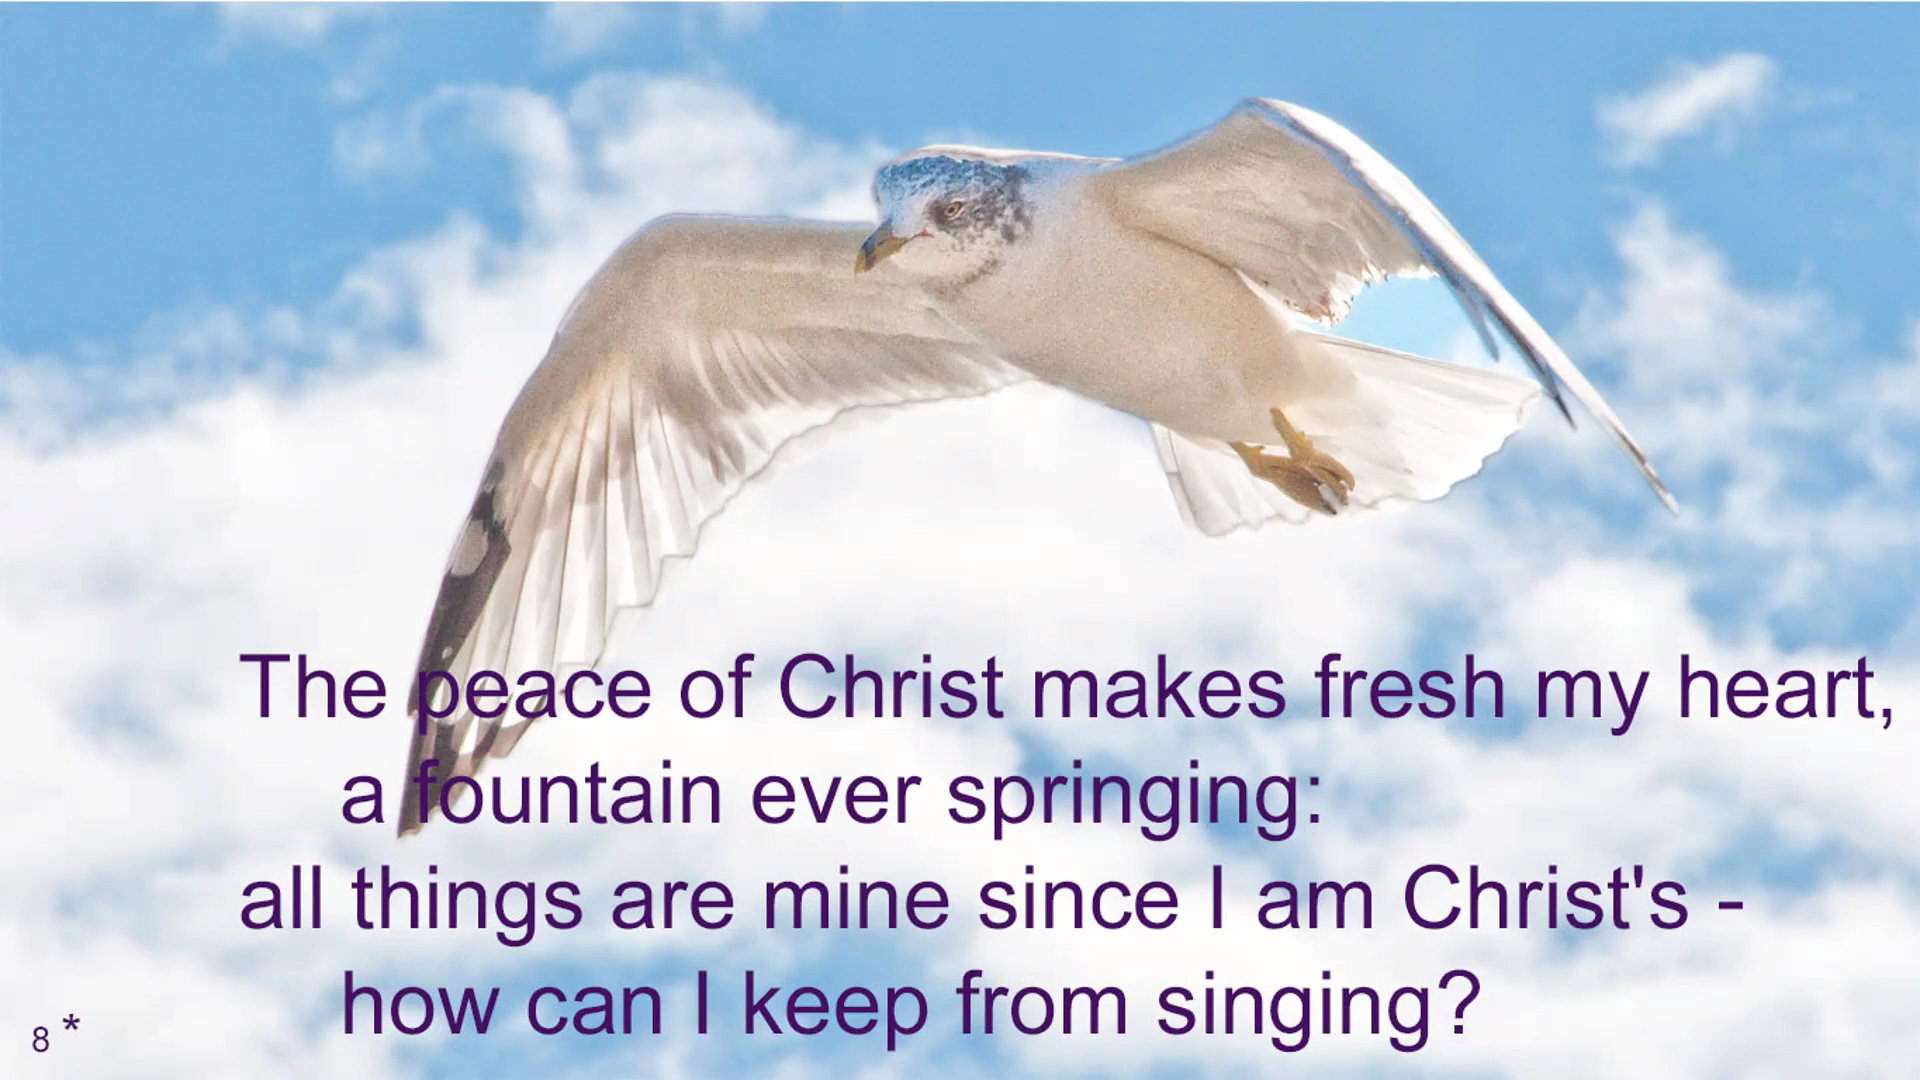 The peace of Christ makes fresh my heart,
a fountain ever springing:
all things are mine since I am Christ's -
how can I keep from singing?
8 *